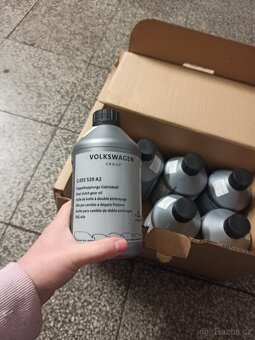 VOLKSWAGEN
GROUP
G 055 529 A2
Doppelkupplungs-Getriebeöl
Dual clutch gear oil
Huile de boîte à double embrayage
Olio per cambio a doppia frizione
Aceite para cambio de doble embrague
Bazos.cz